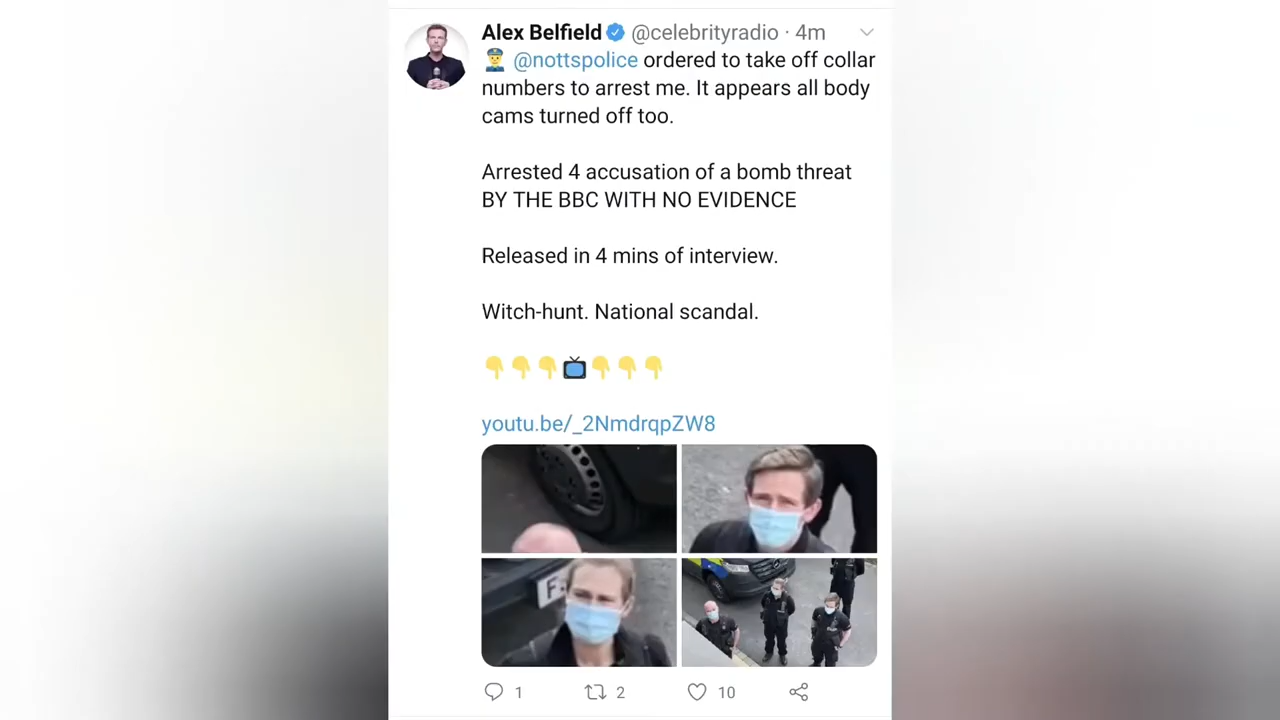 Alex Belfield @celebrityradio · 4m
@nottspolice ordered to take off collar
numbers to arrest me. It appears all body
cams turned off too.
Arrested 4 accusation of a bomb threat
BY THE BBC WITH NO EVIDENCE
Released in 4 mins of interview.
Witch-hunt. National scandal.
youtu.be/_2NmdrqpZW8
1 2 10